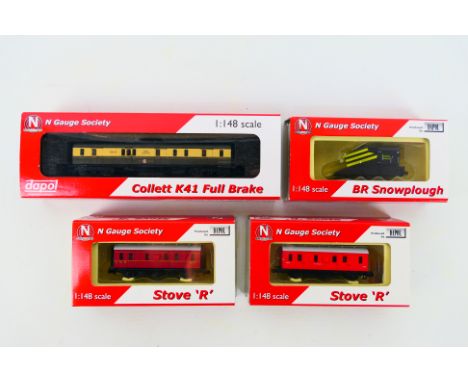 N N Gauge Society
1:148 scale
dapol
Collett K41 Full Brake
N N Gauge Society
1:148 scale
BR Snowplough
N N Gauge Society
1:148 scale
Stove 'R'
N N Gauge Society
1:148 scale
Stove 'R'